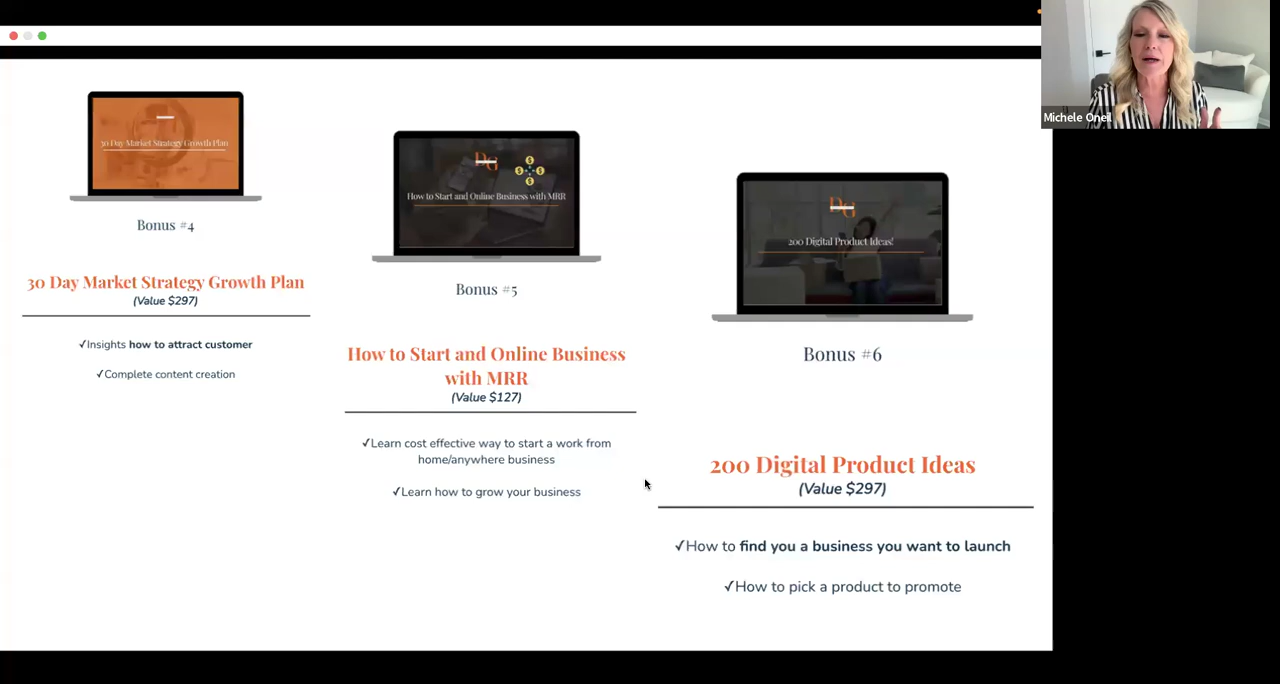 Michele Oneil
30 Day Market Strategy Growth Plan
Bonus #4
30 Day Market Strategy Growth Plan
(Value $297)
✓Insights how to attract customer
✓Complete content creation
DG
How to Start and Online Business with MRR
Bonus #5
How to Start and Online Business
with MRR
(Value $127)
✓Learn cost effective way to start a work from
home/anywhere business
✓Learn how to grow your business
DG
200 Digital Product Ideas!
Bonus #6
200 Digital Product Ideas
(Value $297)
✓How to find you a business you want to launch
✓How to pick a product to promote